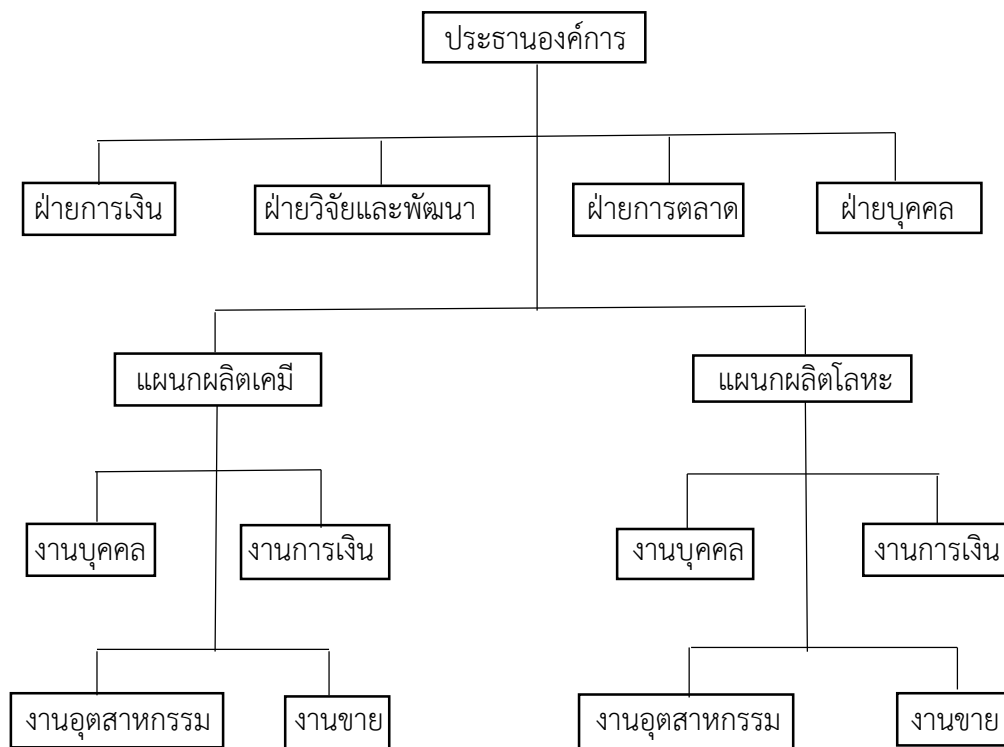 ประธานองค์การ
ฝ่ายการเงิน
ฝ่ายวิจัยและพัฒนา
ฝ่ายการตลาด
ฝ่ายบุคคล
แผนกผลิตเคมี
แผนกผลิตโลหะ
งานบุคคล
งานการเงิน
งานบุคคล
งานการเงิน
งานอุตสาหกรรม
งานขาย
งานอุตสาหกรรม
งานขาย